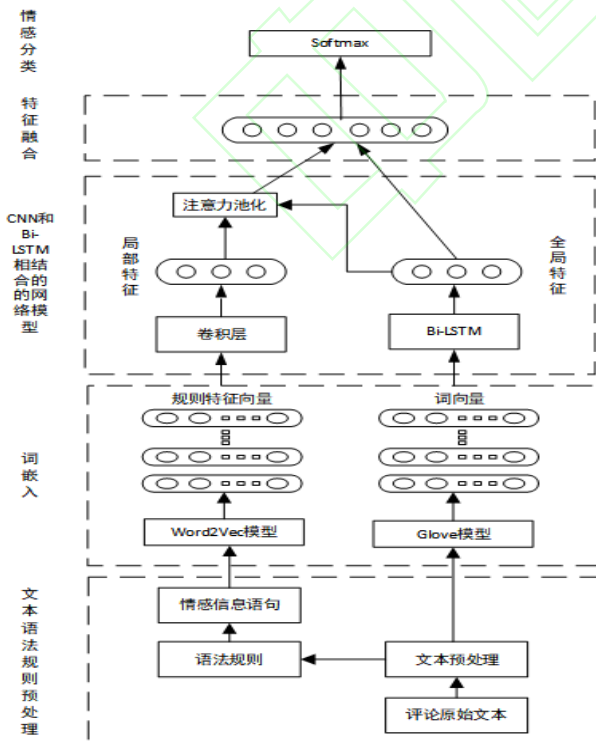 情
感
分
类
Softmax
特
征
融
合
CNN和
Bi-
LSTM
相结
合的
的网
络模
型
注意力池化
局
部
特
征
全
局
特
征
卷积层
Bi-LSTM
词
嵌
入
规则特征向量
词向量
Word2Vec模型
Glove模型
文
本
语
法
规
则
预
处
理
情感信息语句
语法规则
文本预处理
评论原始文本